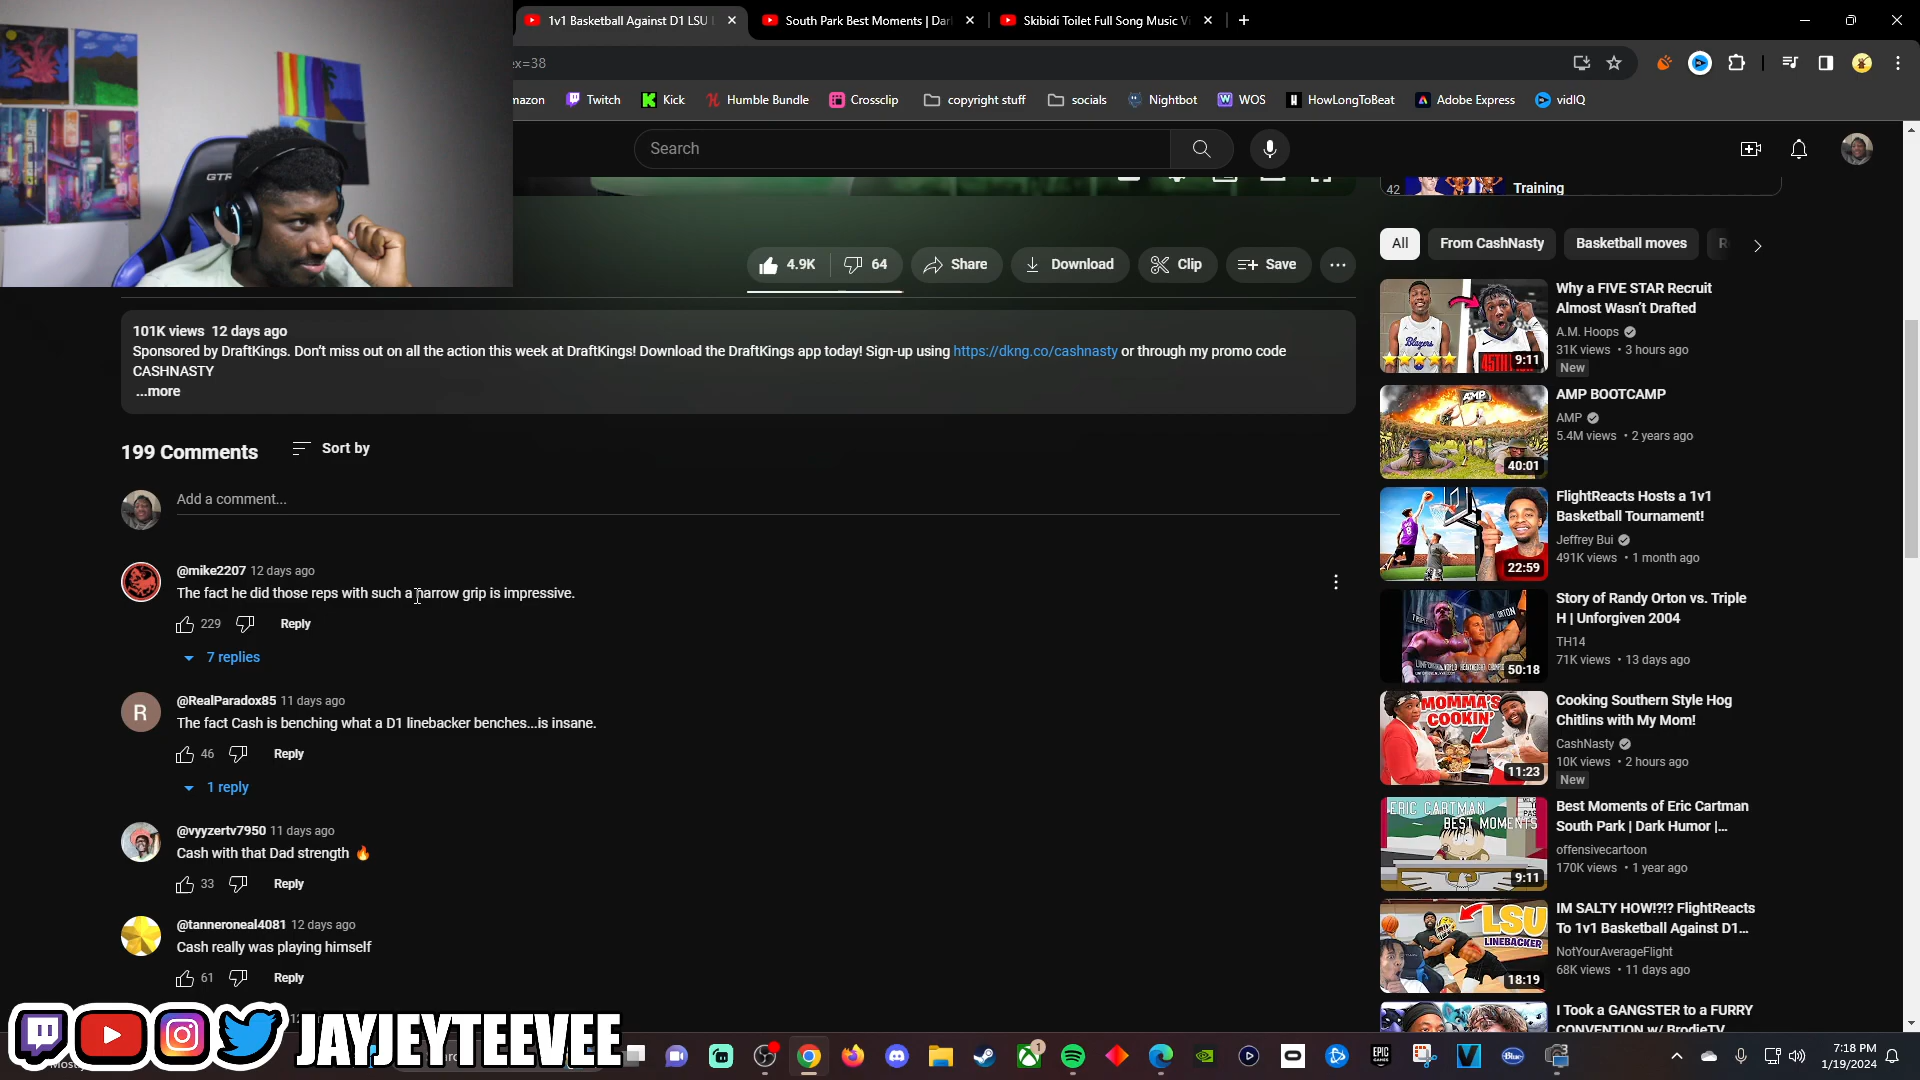 1v1 Basketball Against D1 LSU
South Park Best Moments | Dar
Skibidi Toilet Full Song Music V
ex=38
mazon
Twitch
Kick
Humble Bundle
Crossclip
copyright stuff
socials
Nightbot
WOS
HowLongToBeat
Adobe Express
vidIQ
Search
42
Training
4.9K
64
Share
Download
Clip
Save
All
From CashNasty
Basketball moves
101K views 12 days ago
Sponsored by DraftKings. Don't miss out on all the action this week at DraftKings! Download the DraftKings app today! Sign-up using https://dkng.co/cashnasty or through my promo code
CASHNASTY
...more
199 Comments
Sort by
Add a comment...
@mike2207 12 days ago
The fact he did those reps with such a narrow grip is impressive.
229
Reply
7 replies
@RealParadox85 11 days ago
The fact Cash is benching what a D1 linebacker benches...is insane.
46
Reply
1 reply
@vyyzertv7950 11 days ago
Cash with that Dad strength 🔥
33
Reply
@tanneroneal4081 12 days ago
Cash really was playing himself
61
Reply
9:11
Why a FIVE STAR Recruit
Almost Wasn't Drafted
A.M. Hoops
31K views • 3 hours ago
New
AMP
40:01
AMP BOOTCAMP
AMP
5.4M views • 2 years ago
22:59
FlightReacts Hosts a 1v1
Basketball Tournament!
Jeffrey Bui
491K views • 1 month ago
50:18
Story of Randy Orton vs. Triple
H | Unforgiven 2004
TH14
71K views • 13 days ago
MOMMA'S
COOKIN'
11:23
Cooking Southern Style Hog
Chitlins with My Mom!
CashNasty
10K views • 2 hours ago
New
ERIC CARTMAN
BEST MOMENTS
9:11
Best Moments of Eric Cartman
South Park | Dark Humor |...
offensivecartoon
170K views • 1 year ago
LSU
LINEBACKER
18:19
IM SALTY HOW!?!? FlightReacts
To 1v1 Basketball Against D1...
NotYourAverageFlight
68K views • 11 days ago
I Took a GANGSTER to a FURRY
CONVENTION w/ BrodieTV
JAYJEYTEEVEE
7:18 PM
1/19/2024